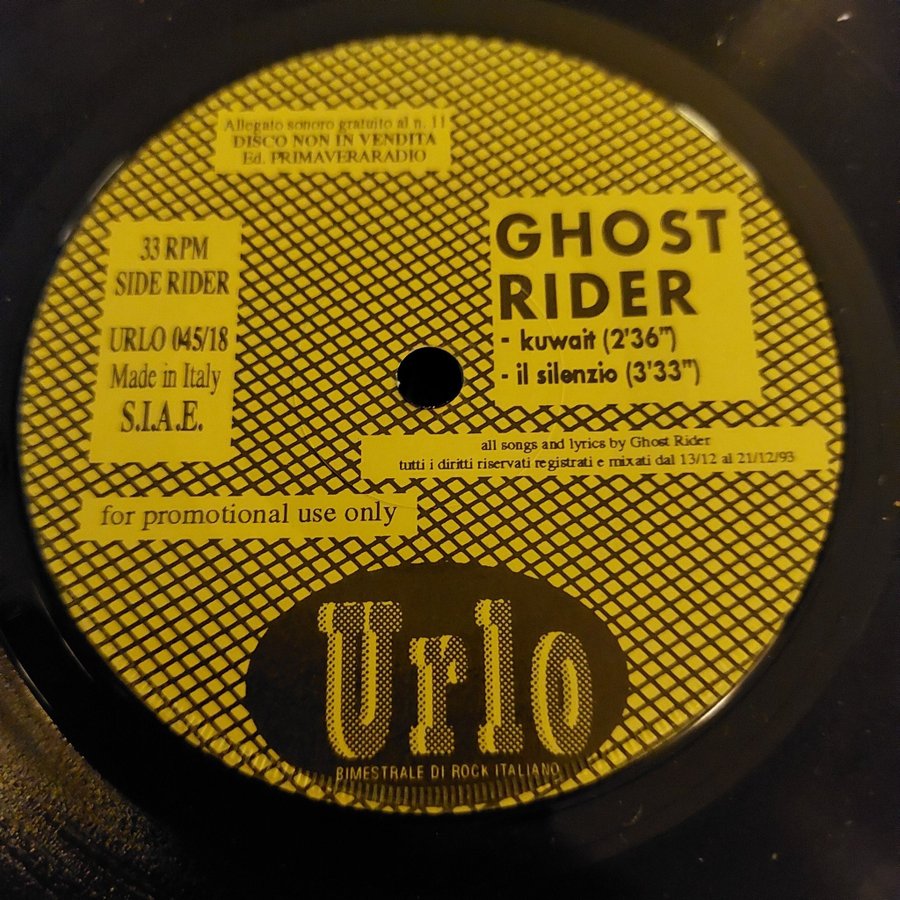 Allegato sonoro gratuito al n. 11
DISCO NON IN VENDITA
Ed. PRIMAVERARADIO
33 RPM
SIDE RIDER
URLO 045/18
Made in Italy
S.I.A.E.
GHOST
RIDER
- kuwait (2'36")
- il silenzio (3'33")
all songs and lyrics by Ghost Rider
tutti i diritti riservati registrati e mixati dal 13/12 al 21/12/93
for promotional use only
Urlo
BIMESTRALE DI ROCK ITALIANO